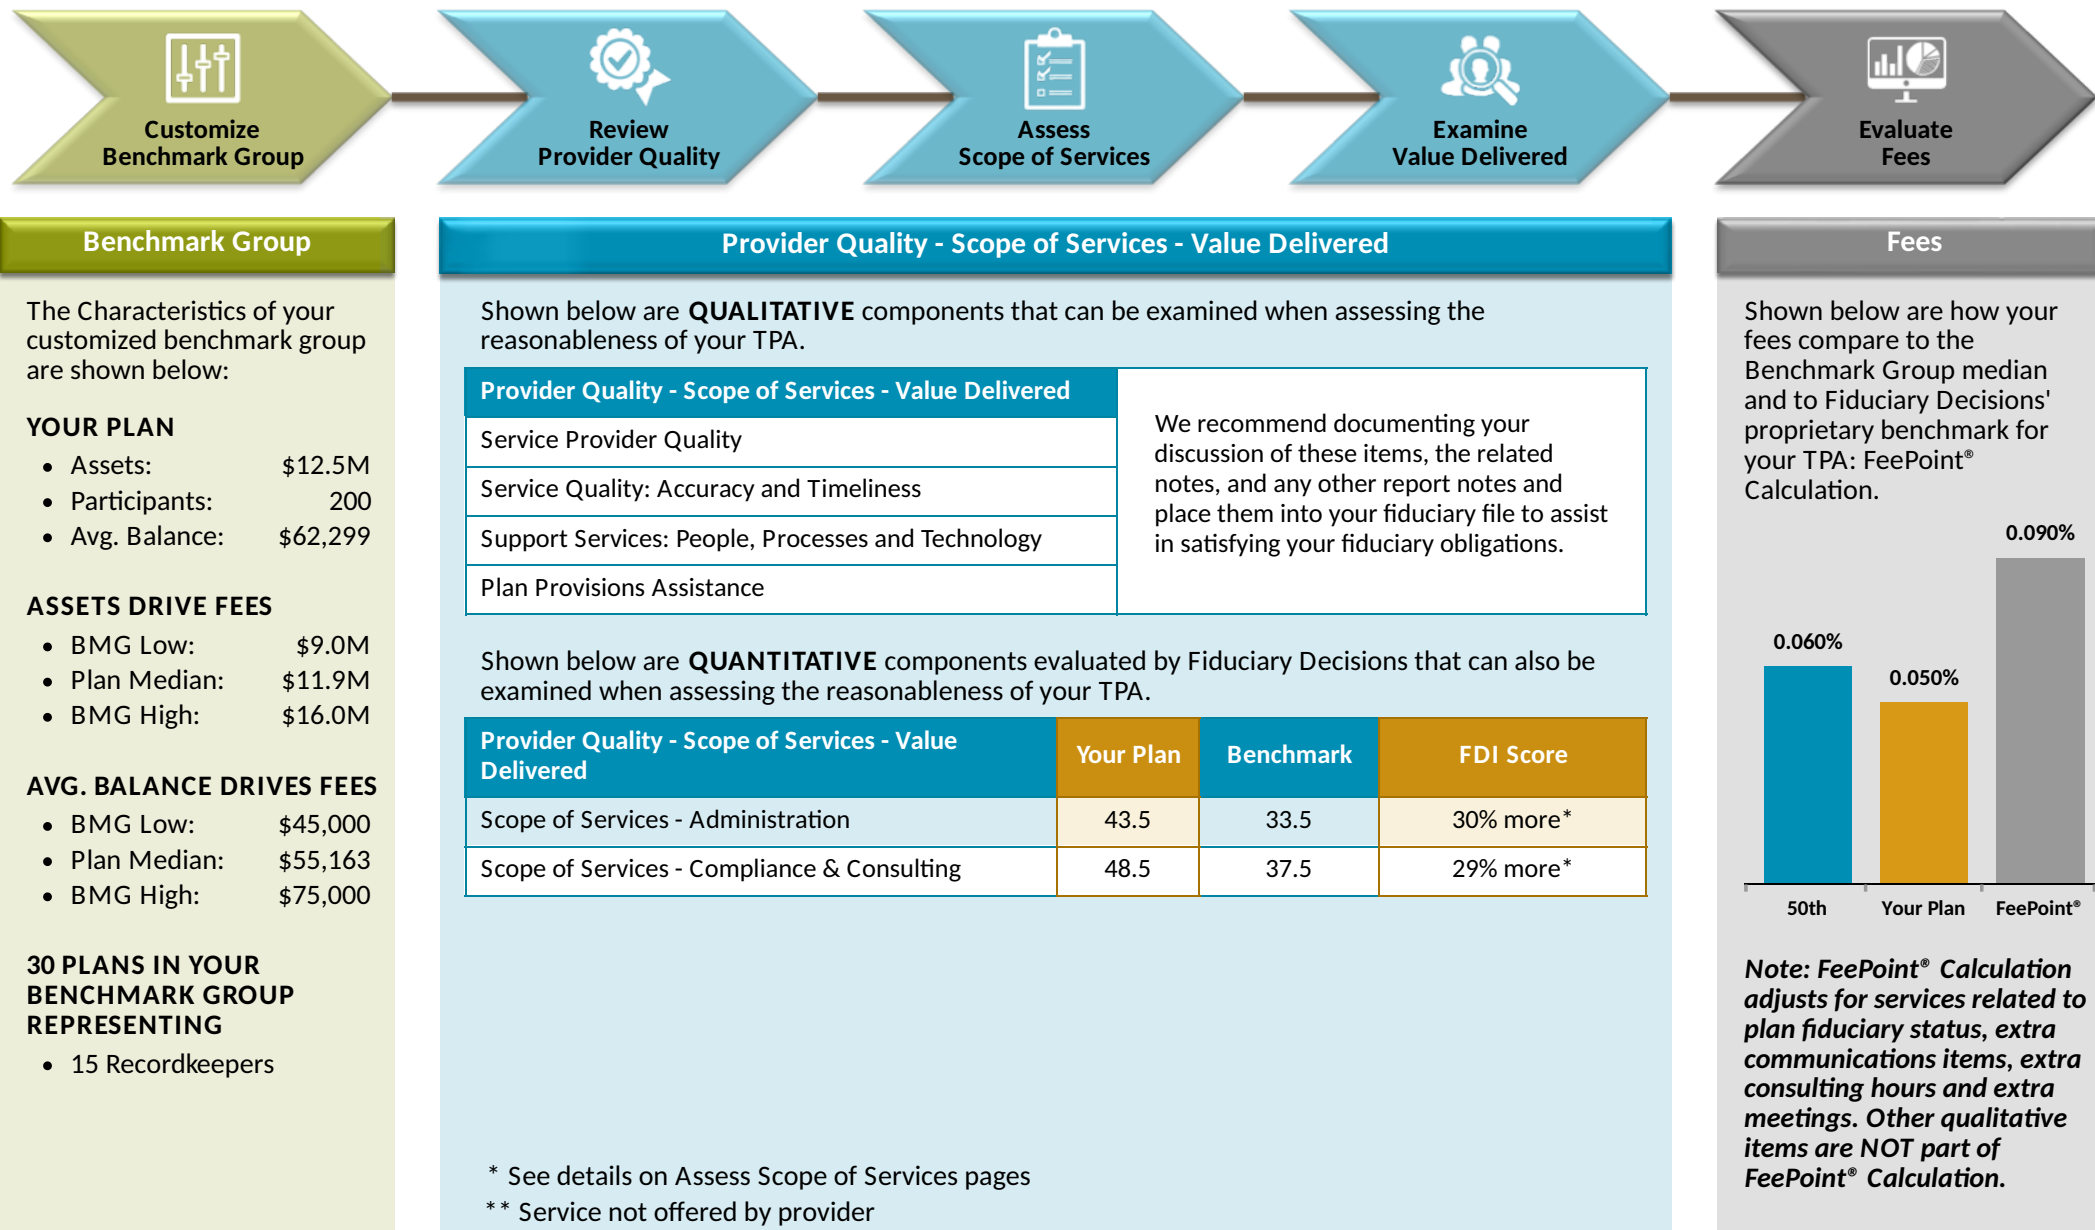 Customize
Benchmark Group
Review
Provider Quality
Assess
Scope of Services
Examine
Value Delivered
Evaluate
Fees
Benchmark Group
The Characteristics of your
customized benchmark group
are shown below:
YOUR PLAN
• Assets: $12.5M
• Participants: 200
• Avg. Balance: $62,299
ASSETS DRIVE FEES
• BMG Low: $9.0M
• Plan Median: $11.9M
• BMG High: $16.0M
AVG. BALANCE DRIVES FEES
• BMG Low: $45,000
• Plan Median: $55,163
• BMG High: $75,000
30 PLANS IN YOUR
BENCHMARK GROUP
REPRESENTING
• 15 Recordkeepers
Provider Quality - Scope of Services - Value Delivered
Shown below are QUALITATIVE components that can be examined when assessing the
reasonableness of your TPA.
Provider Quality - Scope of Services - Value Delivered
Service Provider Quality
Service Quality: Accuracy and Timeliness
Support Services: People, Processes and Technology
Plan Provisions Assistance
We recommend documenting your
discussion of these items, the related
notes, and any other report notes and
place them into your fiduciary file to assist
in satisfying your fiduciary obligations.
Shown below are QUANTITATIVE components evaluated by Fiduciary Decisions that can also be
examined when assessing the reasonableness of your TPA.
Provider Quality - Scope of Services - Value
Delivered
Your Plan Benchmark FDI Score
Scope of Services - Administration 43.5 33.5 30% more*
Scope of Services - Compliance & Consulting 48.5 37.5 29% more*
* See details on Assess Scope of Services pages
** Service not offered by provider
Fees
Shown below are how your
fees compare to the
Benchmark Group median
and to Fiduciary Decisions'
proprietary benchmark for
your TPA: FeePoint®
Calculation.
0.090%
0.060%
0.050%
50th Your Plan FeePoint®
Note: FeePoint® Calculation
adjusts for services related to
plan fiduciary status, extra
communications items, extra
consulting hours and extra
meetings. Other qualitative
items are NOT part of
FeePoint® Calculation.